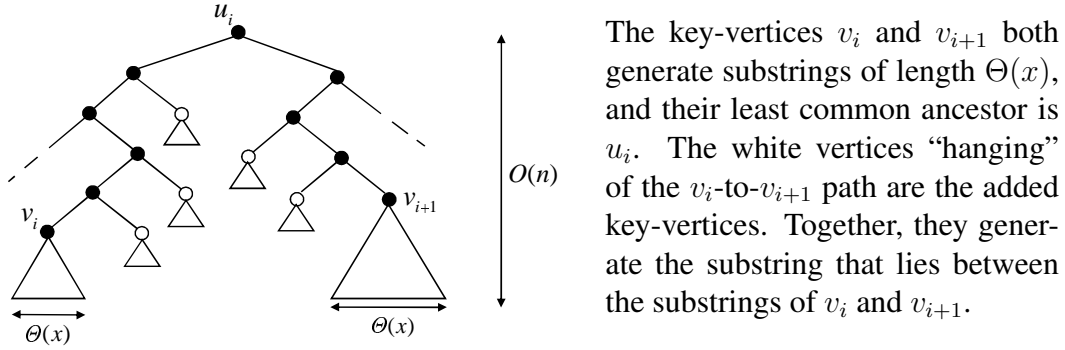 u_i
The key-vertices v_i and v_{i+1} both
generate substrings of length Θ(x),
and their least common ancestor is
u_i. The white vertices “hanging”
of the v_i-to-v_{i+1} path are the added
key-vertices. Together, they gener-
ate the substring that lies between
the substrings of v_i and v_{i+1}.
O(n)
v_i
v_{i+1}
Θ(x)
Θ(x)